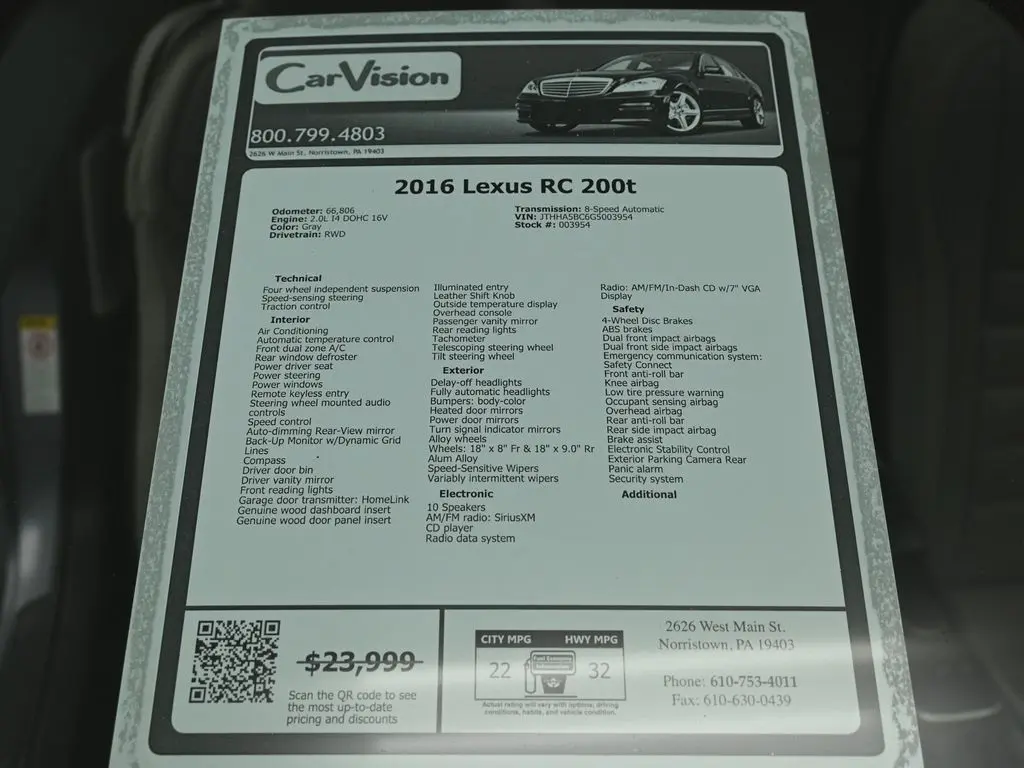 CarVision
800.799.4803
2626 W Main St, Norristown, PA 19403
2016 Lexus RC 200t
Odometer: 66,806
Engine: 2.0L I4 DOHC 16V
Color: Gray
Drivetrain: RWD
Transmission: 8-Speed Automatic
VIN: JTHHA5BC6G5003954
Stock #: 003954
Technical
Four wheel independent suspension
Speed-sensing steering
Traction control
Interior
Air Conditioning
Automatic temperature control
Front dual zone A/C
Rear window defroster
Power driver seat
Power steering
Power windows
Remote keyless entry
Steering wheel mounted audio
controls
Speed control
Auto-dimming Rear-View mirror
Back-Up Monitor w/Dynamic Grid
Lines
Compass
Driver door bin
Driver vanity mirror
Front reading lights
Garage door transmitter: HomeLink
Genuine wood dashboard insert
Genuine wood door panel insert
Illuminated entry
Leather Shift Knob
Outside temperature display
Overhead console
Passenger vanity mirror
Rear reading lights
Tachometer
Telescoping steering wheel
Tilt steering wheel
Exterior
Delay-off headlights
Fully automatic headlights
Bumpers: body-color
Heated door mirrors
Power door mirrors
Turn signal indicator mirrors
Alloy wheels
Wheels: 18" x 8" Fr & 18" x 9.0" Rr
Alum Alloy
Speed-Sensitive Wipers
Variably intermittent wipers
Electronic
10 Speakers
AM/FM radio: SiriusXM
CD player
Radio data system
Radio: AM/FM/In-Dash CD w/7" VGA
Display
Safety
4-Wheel Disc Brakes
ABS brakes
Dual front impact airbags
Dual front side impact airbags
Emergency communication system:
Safety Connect
Front anti-roll bar
Knee airbag
Low tire pressure warning
Occupant sensing airbag
Overhead airbag
Rear anti-roll bar
Rear side impact airbag
Brake assist
Electronic Stability Control
Exterior Parking Camera Rear
Panic alarm
Security system
Additional
$23,999
Scan the QR code to see
the most up-to-date
pricing and discounts
CITY MPG
HWY MPG
22
Fuel Economy
Information
32
Actual rating will vary with options, driving
conditions, habits, and vehicle condition.
2626 West Main St.
Norristown, PA 19403
Phone: 610-753-4011
Fax: 610-630-0439